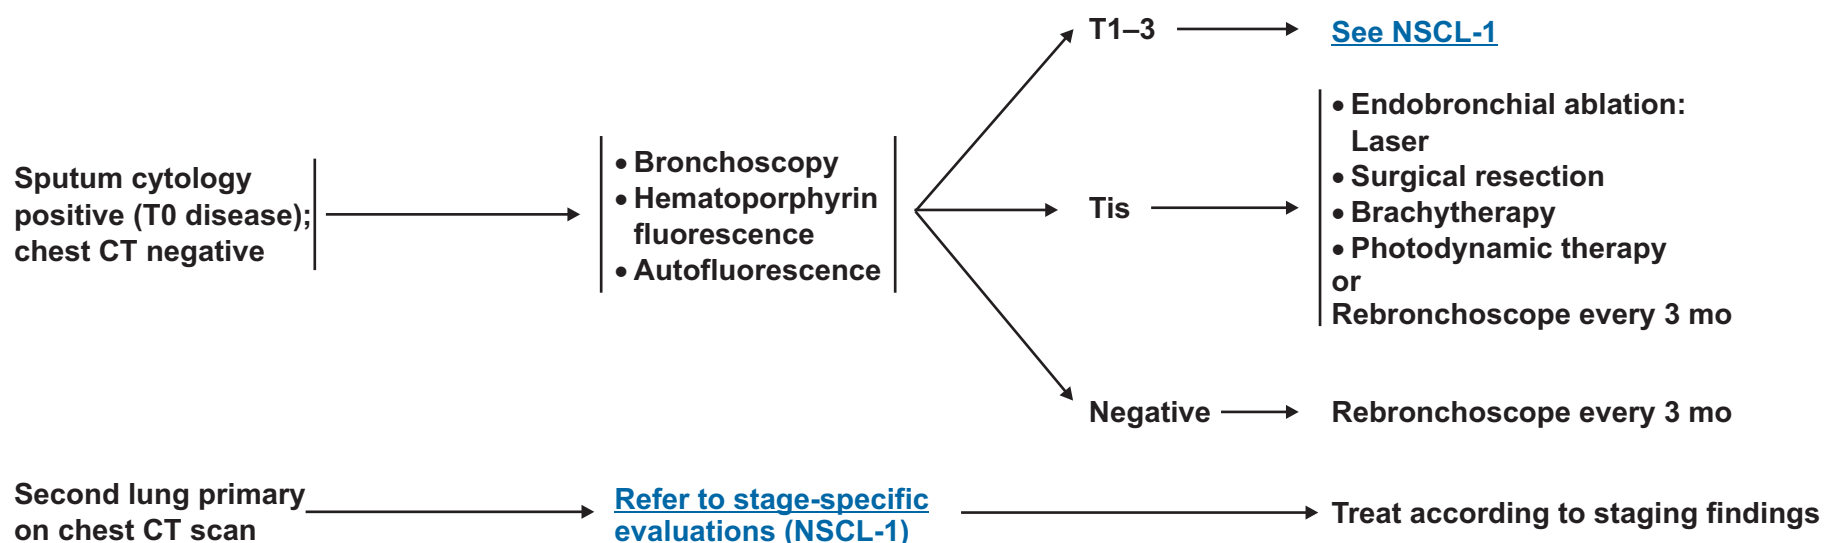 Sputum cytology
positive (T0 disease);
chest CT negative
• Bronchoscopy
• Hematoporphyrin
fluorescence
• Autofluorescence
T1–3
See NSCL-1
Tis
• Endobronchial ablation:
Laser
• Surgical resection
• Brachytherapy
• Photodynamic therapy
or
Rebronchoscope every 3 mo
Negative
Rebronchoscope every 3 mo
Second lung primary
on chest CT scan
Refer to stage-specific
evaluations (NSCL-1)
Treat according to staging findings